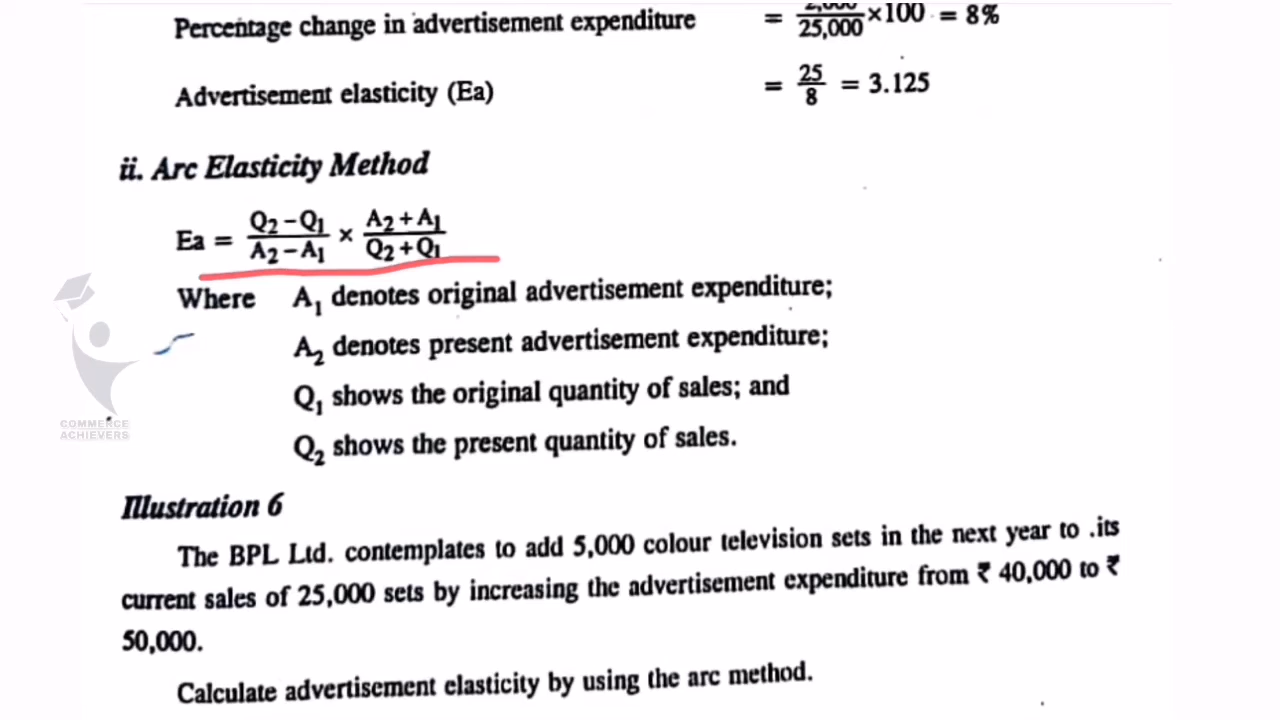 Percentage change in advertisement expenditure = 2,000/25,000 ×100 = 8%
Advertisement elasticity (Ea) = 25/8 = 3.125
ii. Arc Elasticity Method
Ea = Q₂ – Q₁/A₂ – A₁ × A₂ + A₁/Q₂ + Q₁
Where A₁ denotes original advertisement expenditure;
A₂ denotes present advertisement expenditure;
Q₁ shows the original quantity of sales; and
Q₂ shows the present quantity of sales.
COMMERCE
ACHIEVERS
Illustration 6
The BPL Ltd. contemplates to add 5,000 colour television sets in the next year to .its
current sales of 25,000 sets by increasing the advertisement expenditure from ₹ 40,000 to ₹
50,000.
Calculate advertisement elasticity by using the arc method.